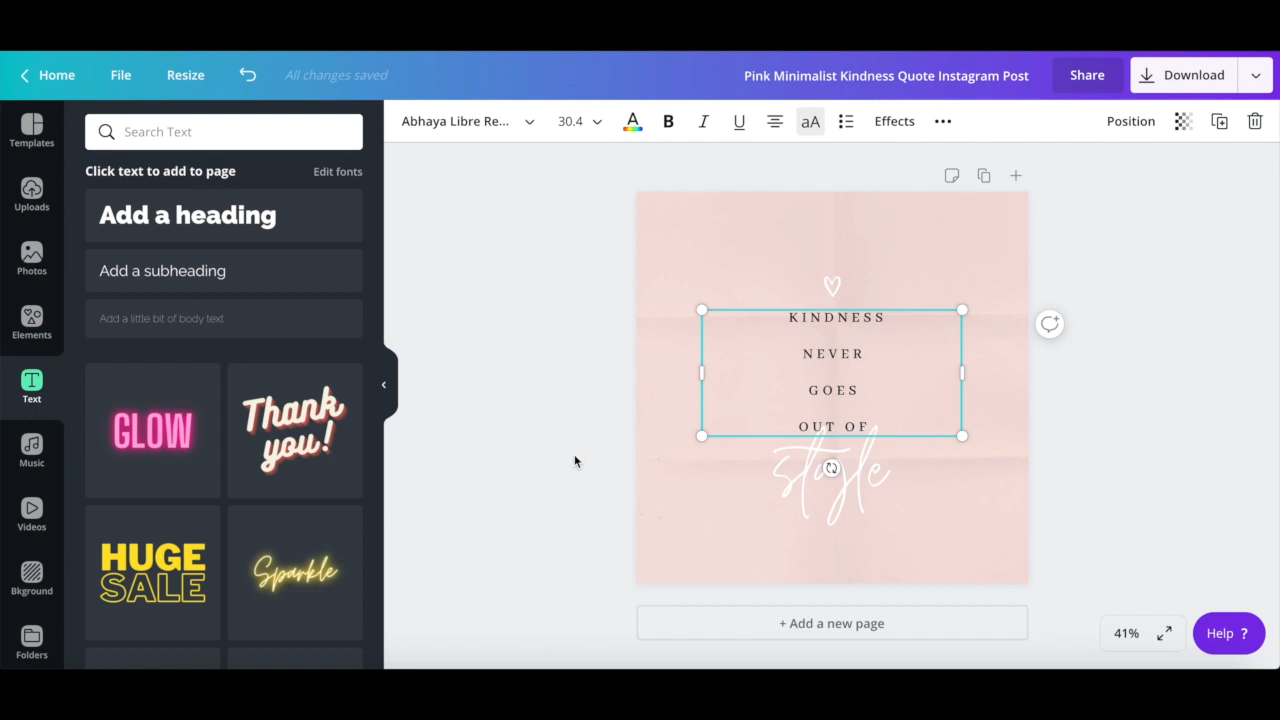 Home File Resize All changes saved Pink Minimalist Kindness Quote Instagram Post Share Download
Abhaya Libre Re... 30.4 A B I U aA Effects ••• Position
Templates
Uploads
Photos
Elements
Text
Music
Videos
Bkground
Folders
Search Text
Click text to add to page Edit fonts
Add a heading
Add a subheading
Add a little bit of body text
GLOW
Thank
you!
HUGE
SALE
Sparkle
KINDNESS
NEVER
GOES
OUT OF
style
+ Add a new page
41%
Help ?